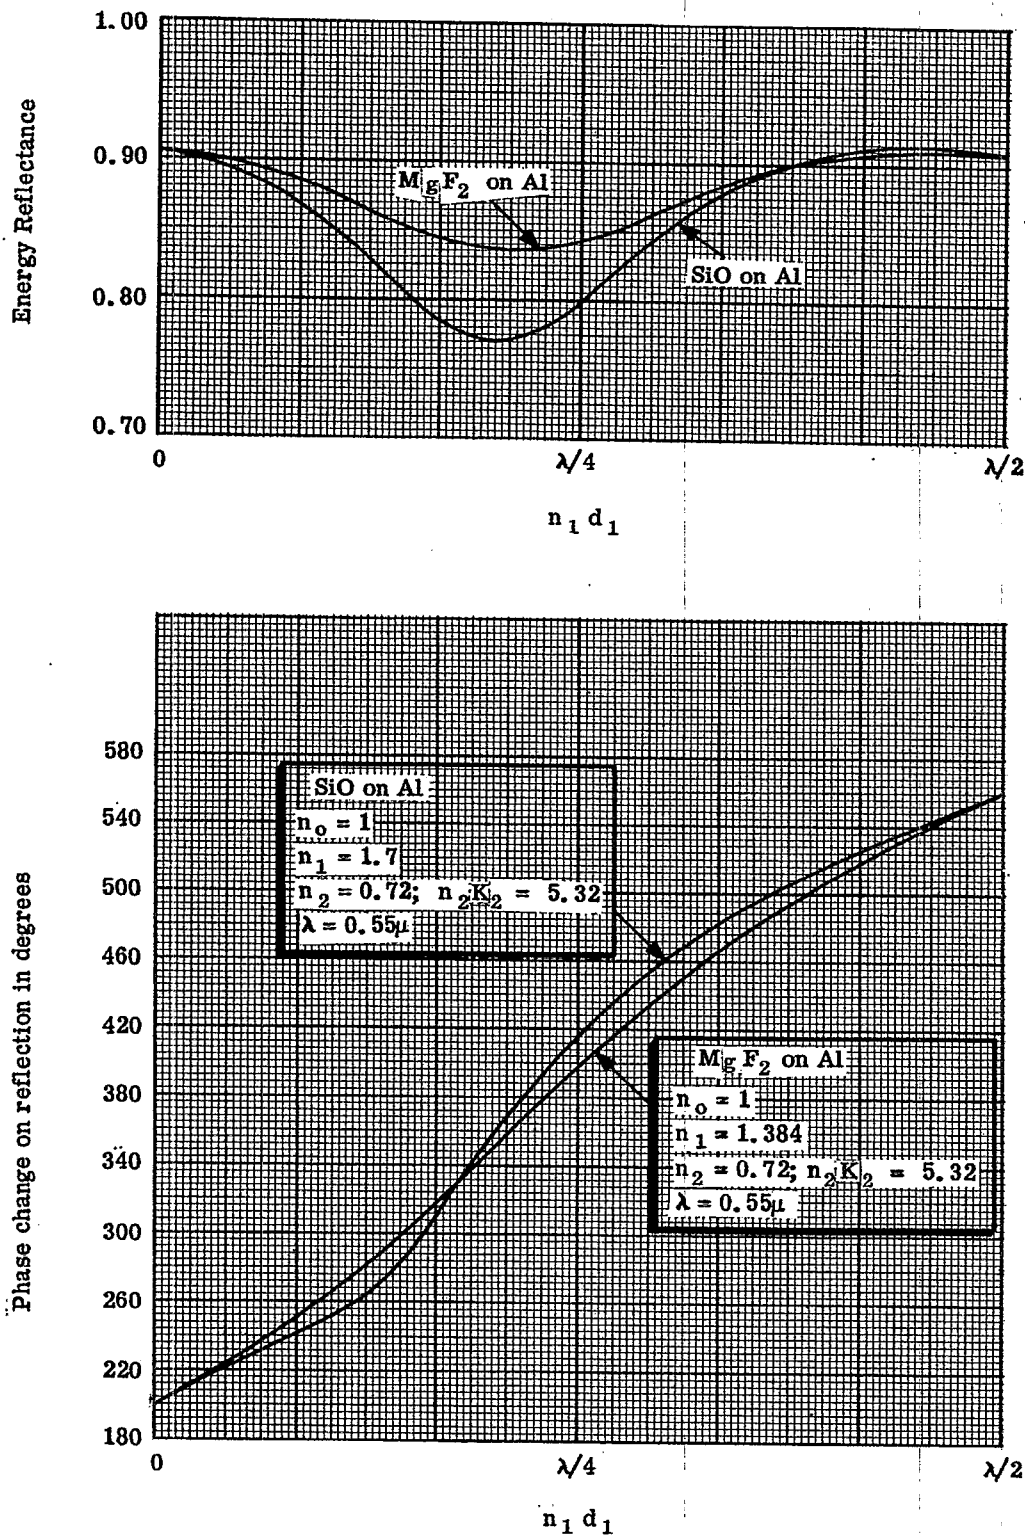 1.00
0.90
0.80
0.70
Energy Reflectance
MgF2 on Al
SiO on Al
0
λ/4
λ/2
n1 d1
580
540
500
460
420
380
340
300
260
220
180
Phase change on reflection in degrees
SiO on Al
no = 1
n1 = 1.7
n2 = 0.72; n2K2 = 5.32
λ = 0.55μ
MgF2 on Al
no = 1
n1 = 1.384
n2 = 0.72; n2K2 = 5.32
λ = 0.55μ
0
λ/4
λ/2
n1 d1